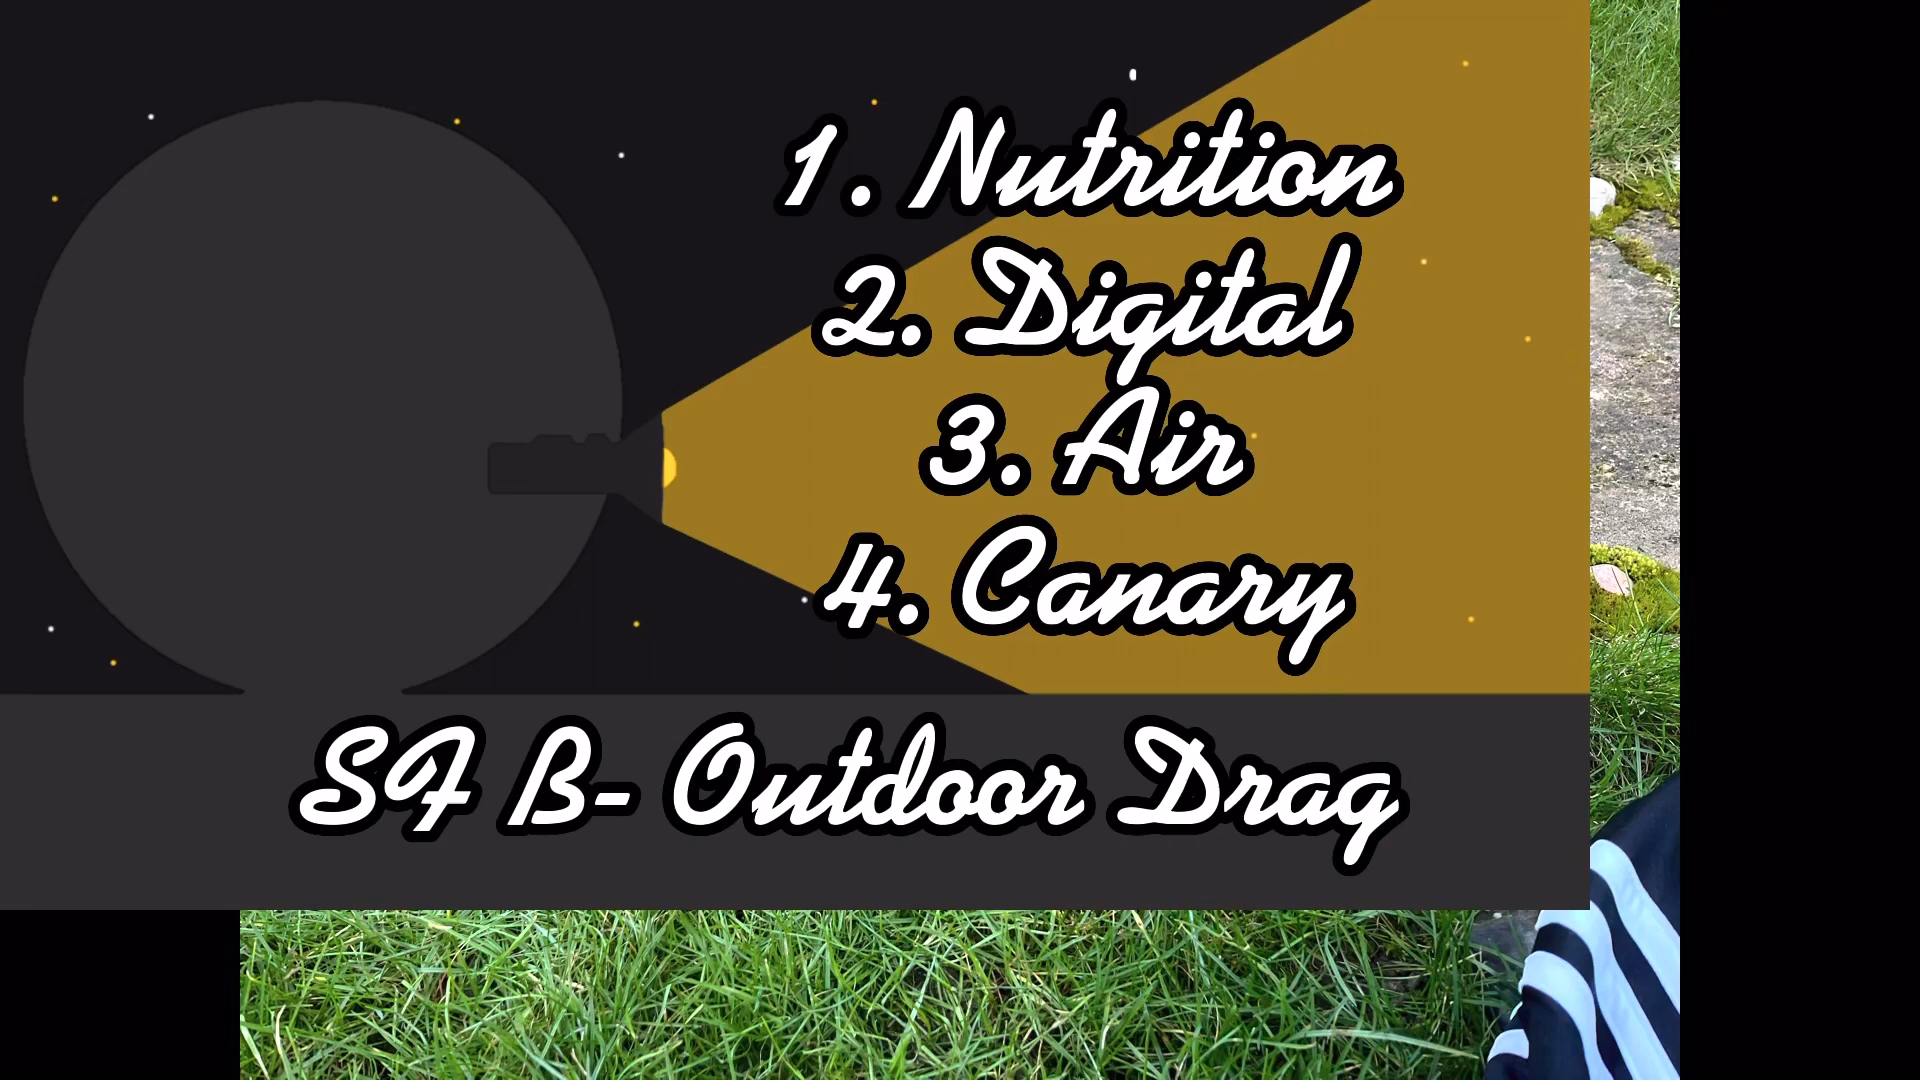 1. Nutrition
2. Digital
3. Air
4. Canary
SF B- Outdoor Drag